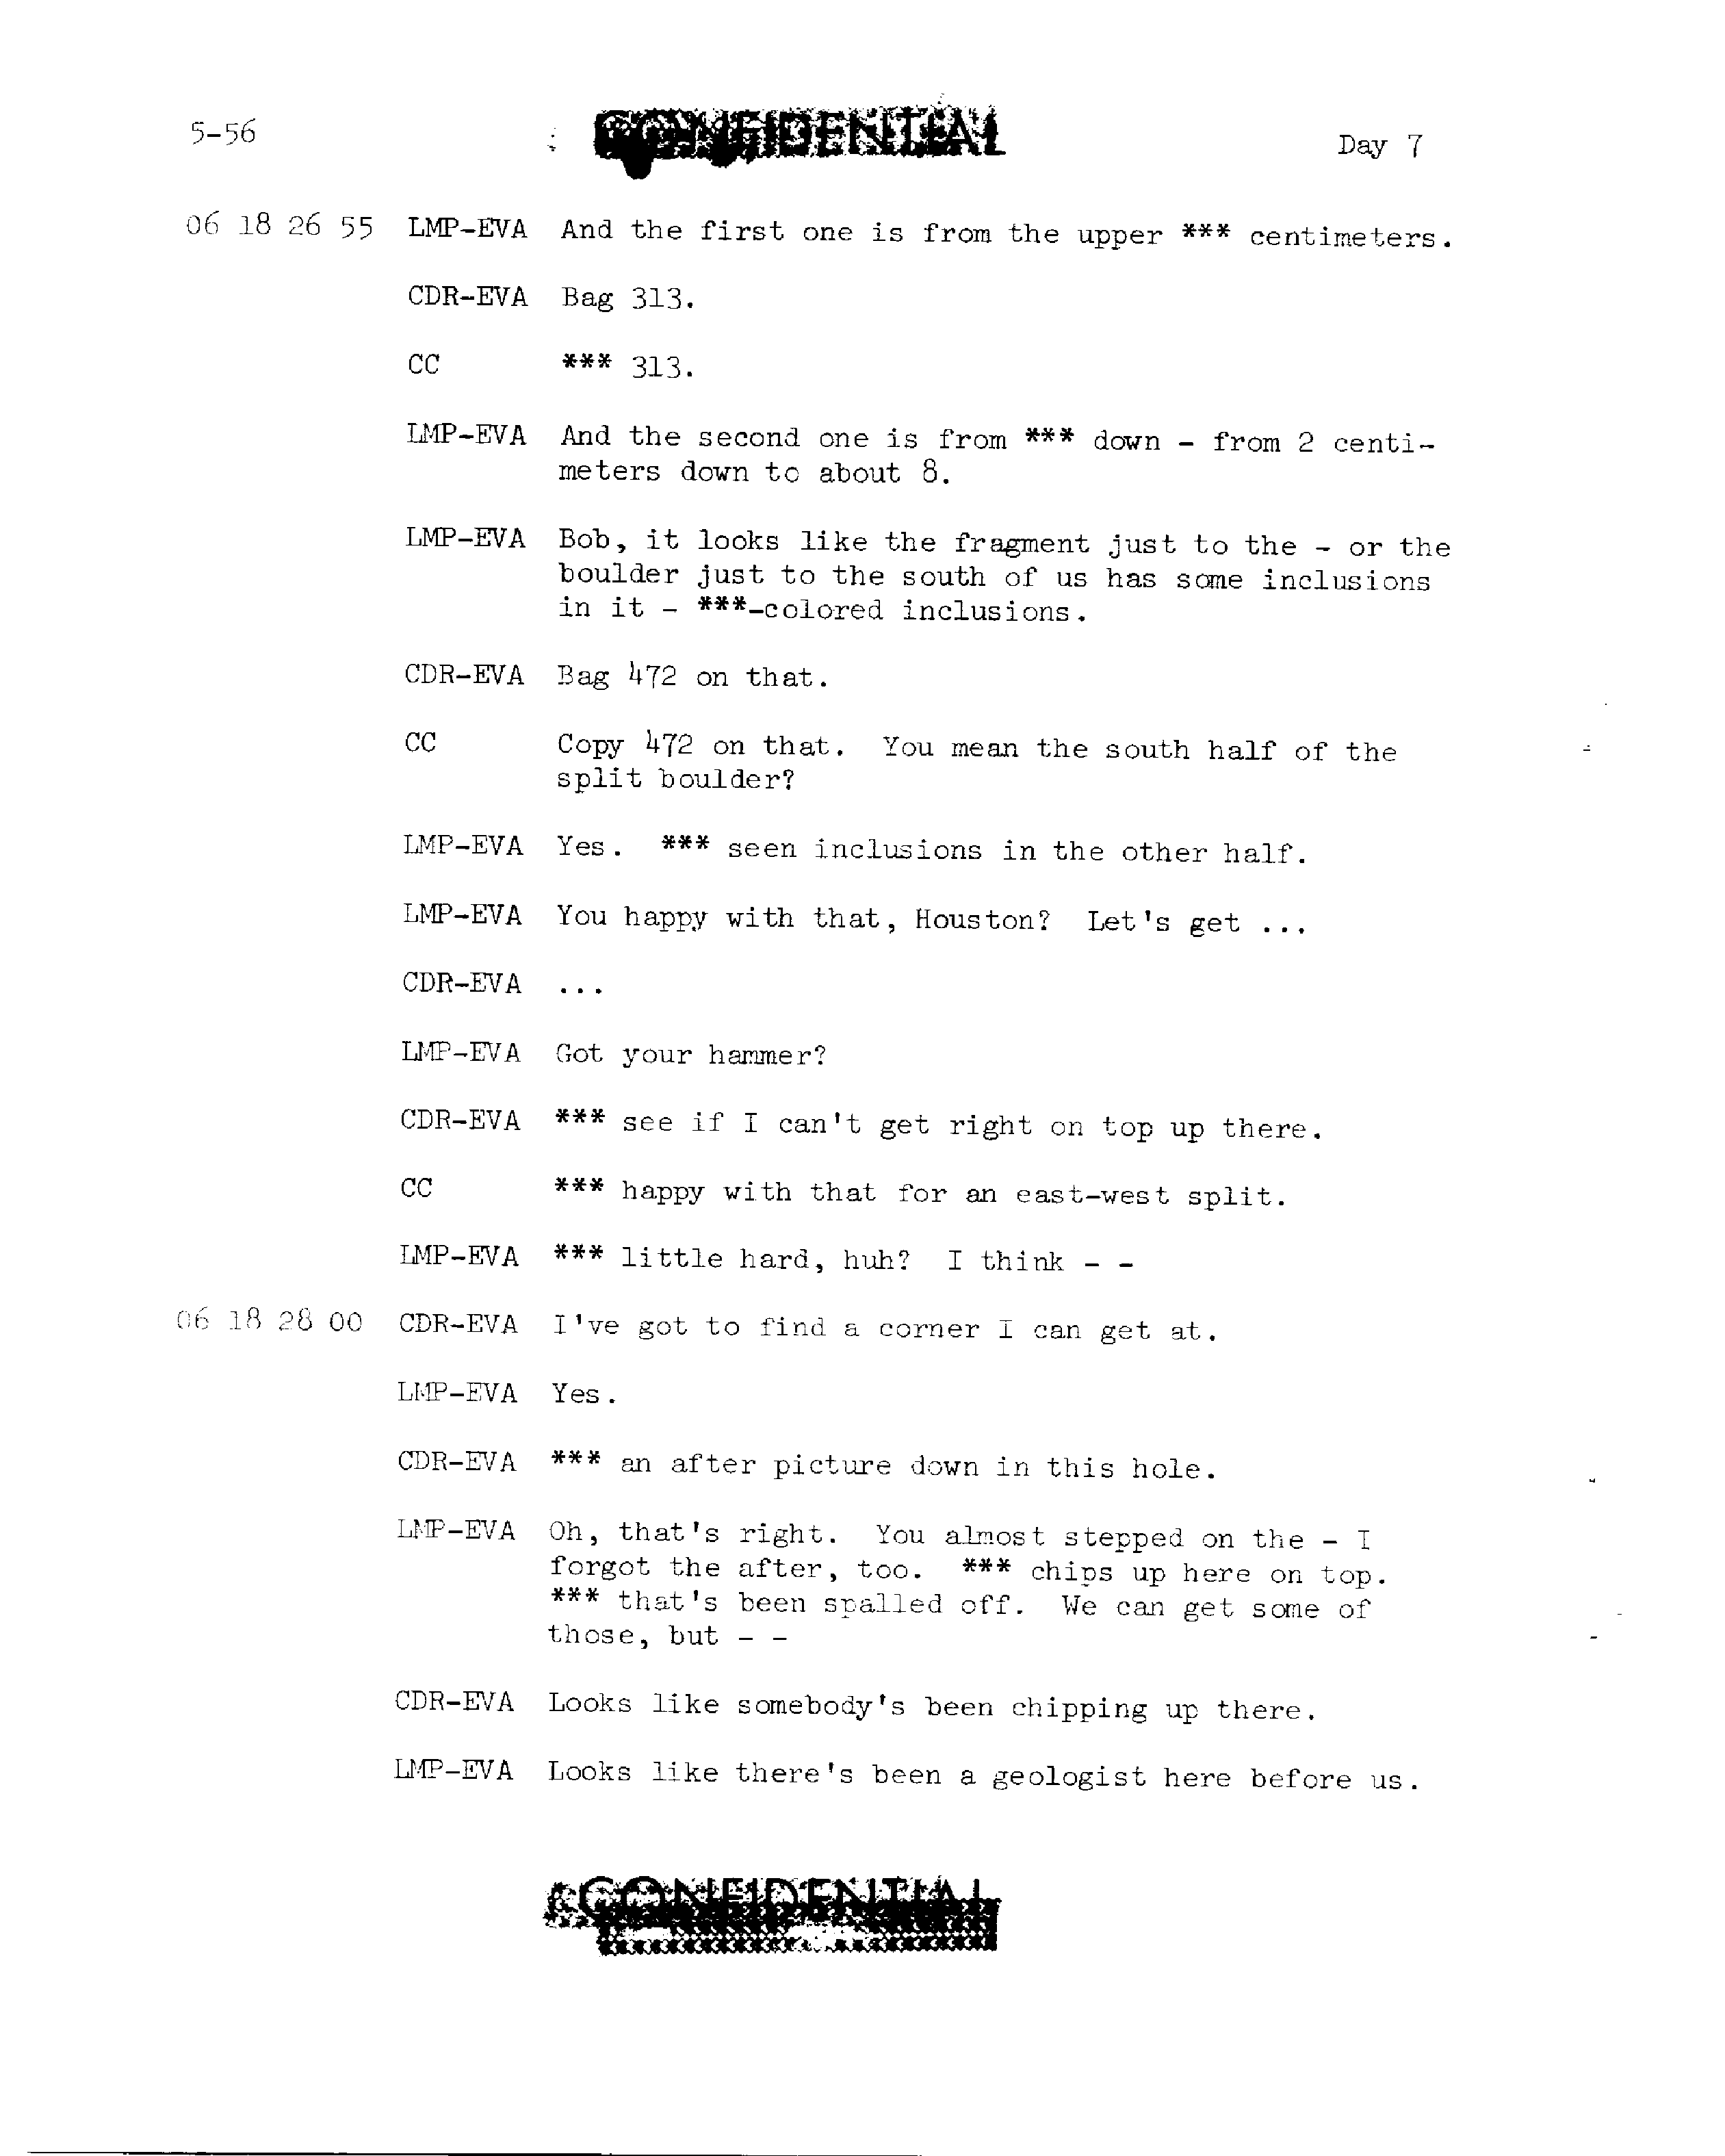 5-56
CONFIDENTIAL
Day 7
06 18 26 55 LMP-EVA And the first one is from the upper *** centimeters.
CDR-EVA Bag 313.
CC *** 313.
LMP-EVA And the second one is from *** down - from 2 centi-
meters down to about 8.
LMP-EVA Bob, it looks like the fragment just to the - or the
boulder just to the south of us has some inclusions
in it - ***-colored inclusions.
CDR-EVA Bag 472 on that.
CC Copy 472 on that. You mean the south half of the
split boulder?
LMP-EVA Yes. *** seen inclusions in the other half.
LMP-EVA You happy with that, Houston? Let's get ...
CDR-EVA ...
LMP-EVA Got your hammer?
CDR-EVA *** see if I can't get right on top up there.
CC *** happy with that for an east-west split.
LMP-EVA *** little hard, huh? I think - -
06 18 28 00 CDR-EVA I've got to find a corner I can get at.
LMP-EVA Yes.
CDR-EVA *** an after picture down in this hole.
LMP-EVA Oh, that's right. You almost stepped on the - I
forgot the after, too. *** chips up here on top.
*** that's been spalled off. We can get some of
those, but - -
CDR-EVA Looks like somebody's been chipping up there.
LMP-EVA Looks like there's been a geologist here before us.
CONFIDENTIAL